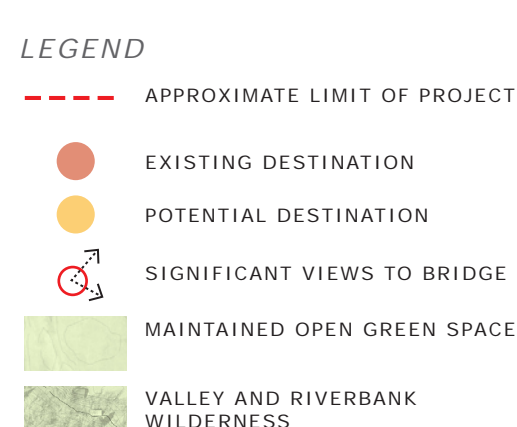 LEGEND
APPROXIMATE LIMIT OF PROJECT
EXISTING DESTINATION
POTENTIAL DESTINATION
SIGNIFICANT VIEWS TO BRIDGE
MAINTAINED OPEN GREEN SPACE
VALLEY AND RIVERBANK
WILDERNESS